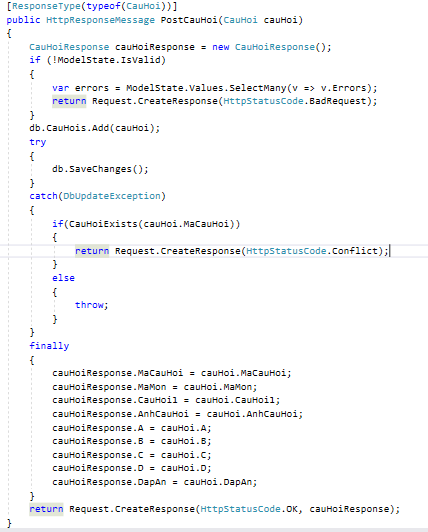 [ResponseType(typeof(CauHoi))]
public HttpResponseMessage PostCauHoi(CauHoi cauHoi)
{
CauHoiResponse cauHoiResponse = new CauHoiResponse();
if (!ModelState.IsValid)
{
var errors = ModelState.Values.SelectMany(v => v.Errors);
return Request.CreateResponse(HttpStatusCode.BadRequest);
}
db.CauHois.Add(cauHoi);
try
{
db.SaveChanges();
}
catch(DbUpdateException)
{
if(CauHoiExists(cauHoi.MaCauHoi))
{
return Request.CreateResponse(HttpStatusCode.Conflict);
}
else
{
throw;
}
}
finally
{
cauHoiResponse.MaCauHoi = cauHoi.MaCauHoi;
cauHoiResponse.MaMon = cauHoi.MaMon;
cauHoiResponse.CauHoi1 = cauHoi.CauHoi1;
cauHoiResponse.AnhCauHoi = cauHoi.AnhCauHoi;
cauHoiResponse.A = cauHoi.A;
cauHoiResponse.B = cauHoi.B;
cauHoiResponse.C = cauHoi.C;
cauHoiResponse.D = cauHoi.D;
cauHoiResponse.DapAn = cauHoi.DapAn;
}
return Request.CreateResponse(HttpStatusCode.OK, cauHoiResponse);
}